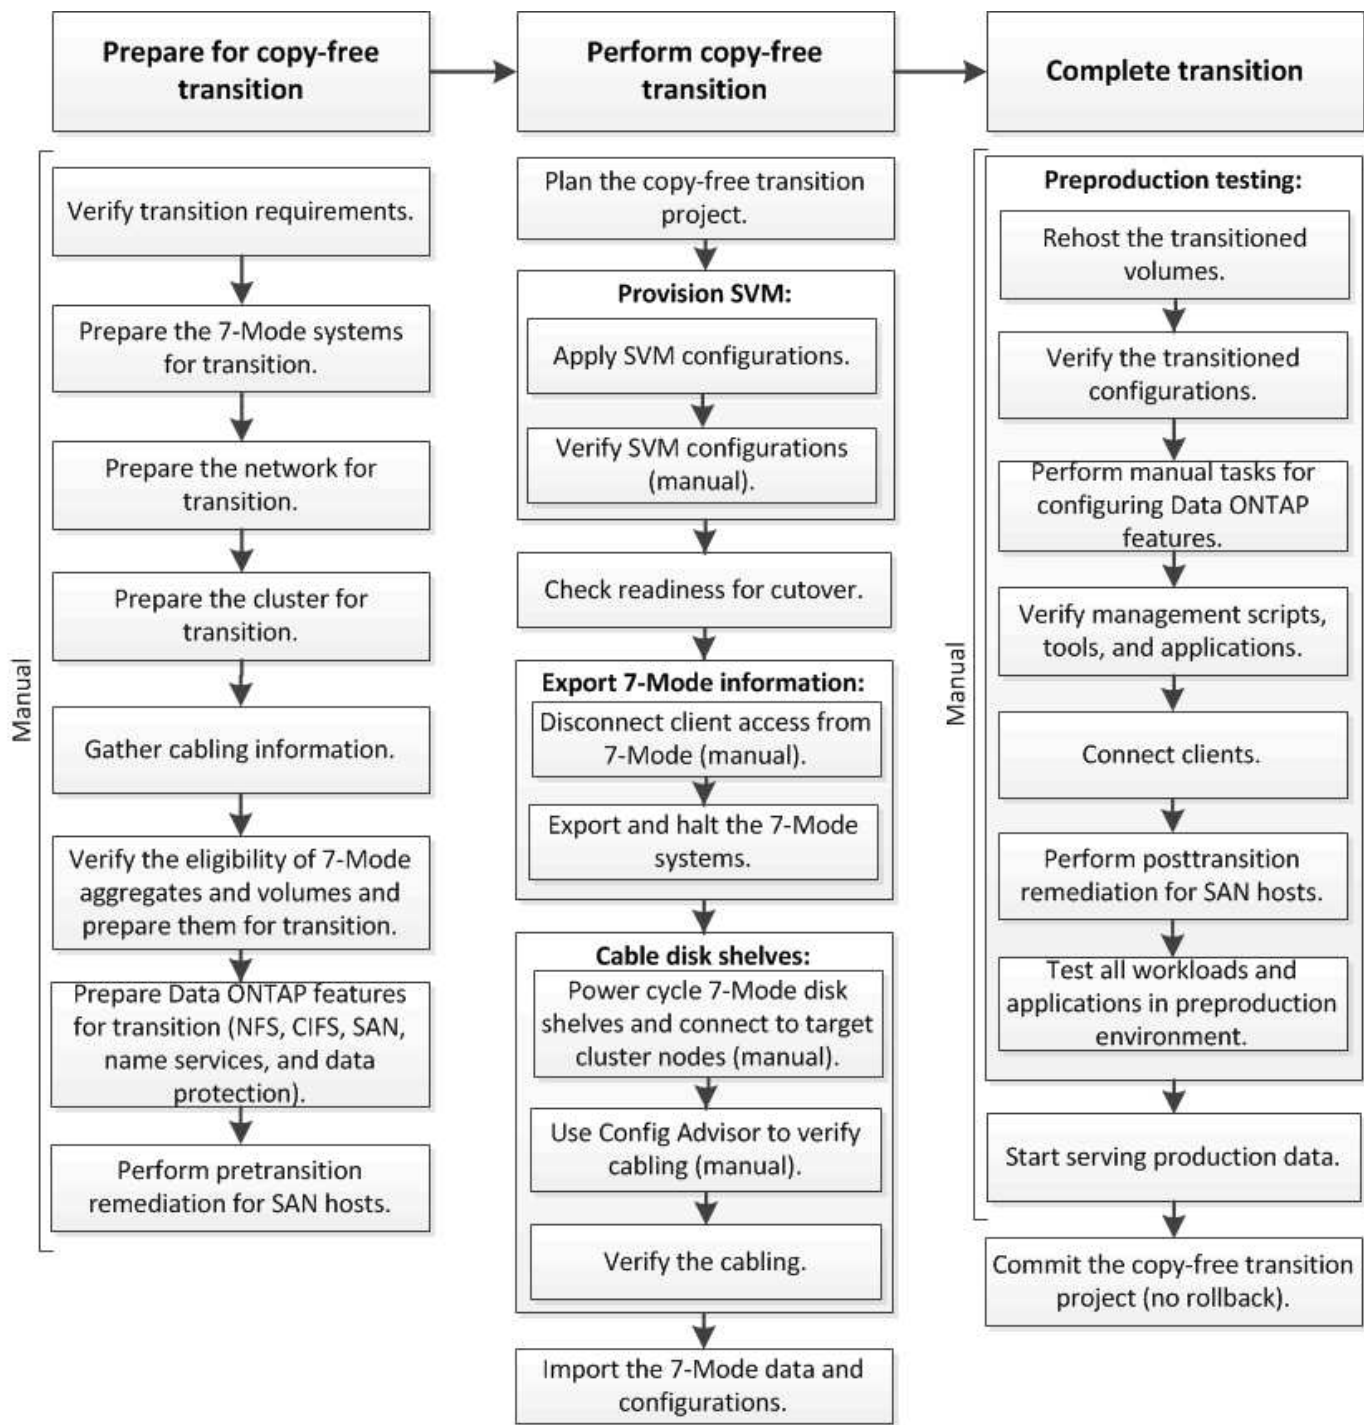 Prepare for copy-free
transition
Perform copy-free
transition
Complete transition
Manual
Verify transition requirements.
Prepare the 7-Mode systems
for transition.
Prepare the network for
transition.
Prepare the cluster for
transition.
Gather cabling information.
Verify the eligibility of 7-Mode
aggregates and volumes and
prepare them for transition.
Prepare Data ONTAP features
for transition (NFS, CIFS, SAN,
name services, and data
protection).
Perform pretransition
remediation for SAN hosts.
Plan the copy-free transition
project.
Provision SVM:
Apply SVM configurations.
Verify SVM configurations
(manual).
Check readiness for cutover.
Export 7-Mode information:
Disconnect client access from
7-Mode (manual).
Export and halt the 7-Mode
systems.
Cable disk shelves:
Power cycle 7-Mode disk
shelves and connect to target
cluster nodes (manual).
Use Config Advisor to verify
cabling (manual).
Verify the cabling.
Import the 7-Mode data and
configurations.
Manual
Preproduction testing:
Rehost the transitioned
volumes.
Verify the transitioned
configurations.
Perform manual tasks for
configuring Data ONTAP
features.
Verify management scripts,
tools, and applications.
Connect clients.
Perform posttransition
remediation for SAN hosts.
Test all workloads and
applications in preproduction
environment.
Start serving production data.
Commit the copy-free transition
project (no rollback).